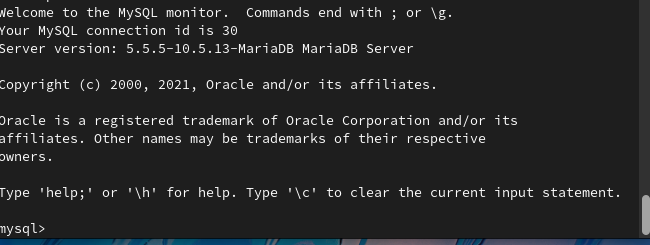 Welcome to the MySQL monitor.  Commands end with ; or \g.
Your MySQL connection id is 30
Server version: 5.5.5-10.5.13-MariaDB MariaDB Server
Copyright (c) 2000, 2021, Oracle and/or its affiliates.
Oracle is a registered trademark of Oracle Corporation and/or its
affiliates. Other names may be trademarks of their respective
owners.
Type 'help;' or '\h' for help. Type '\c' to clear the current input statement.
mysql>